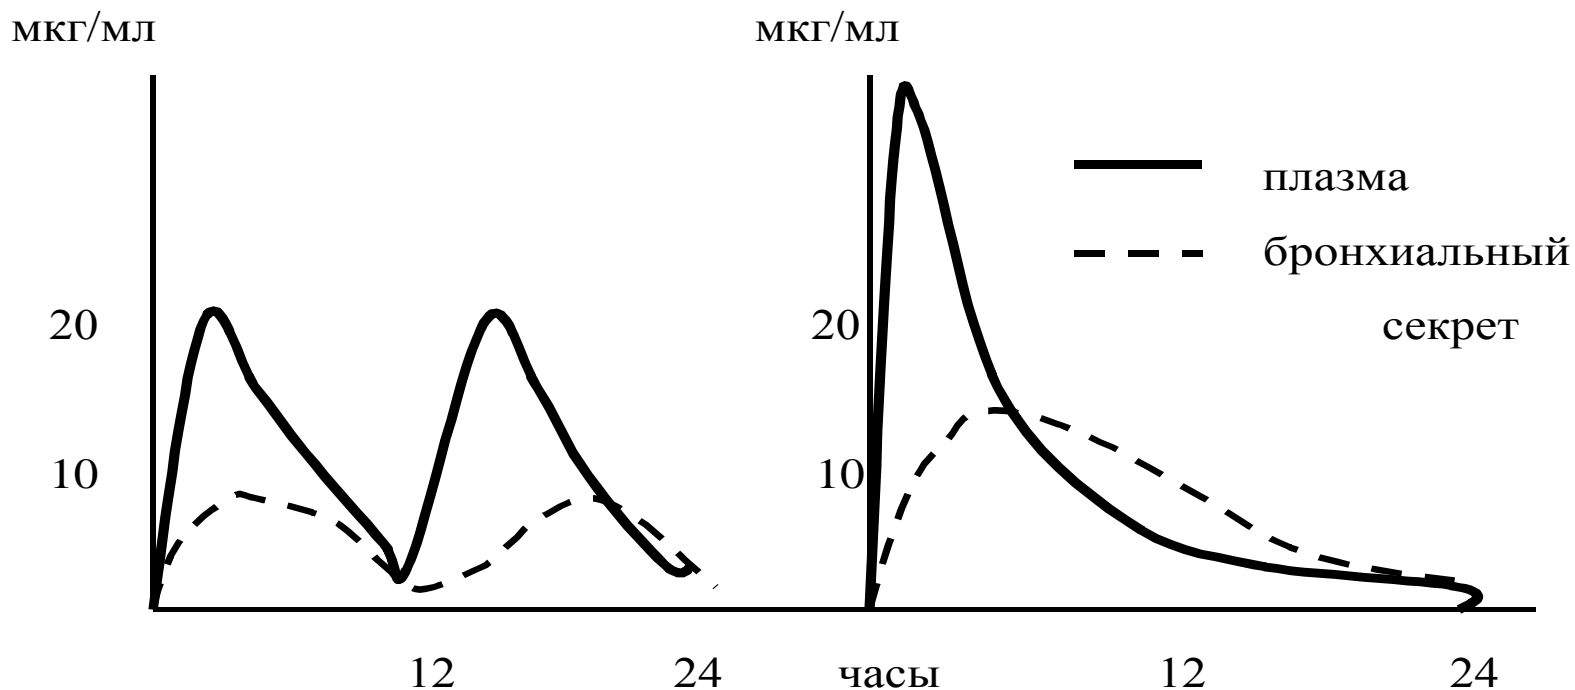 мкг/мл мкг/мл
плазма
бронхиальный
20 20 секрет
10 10
12 24 часы 12 24